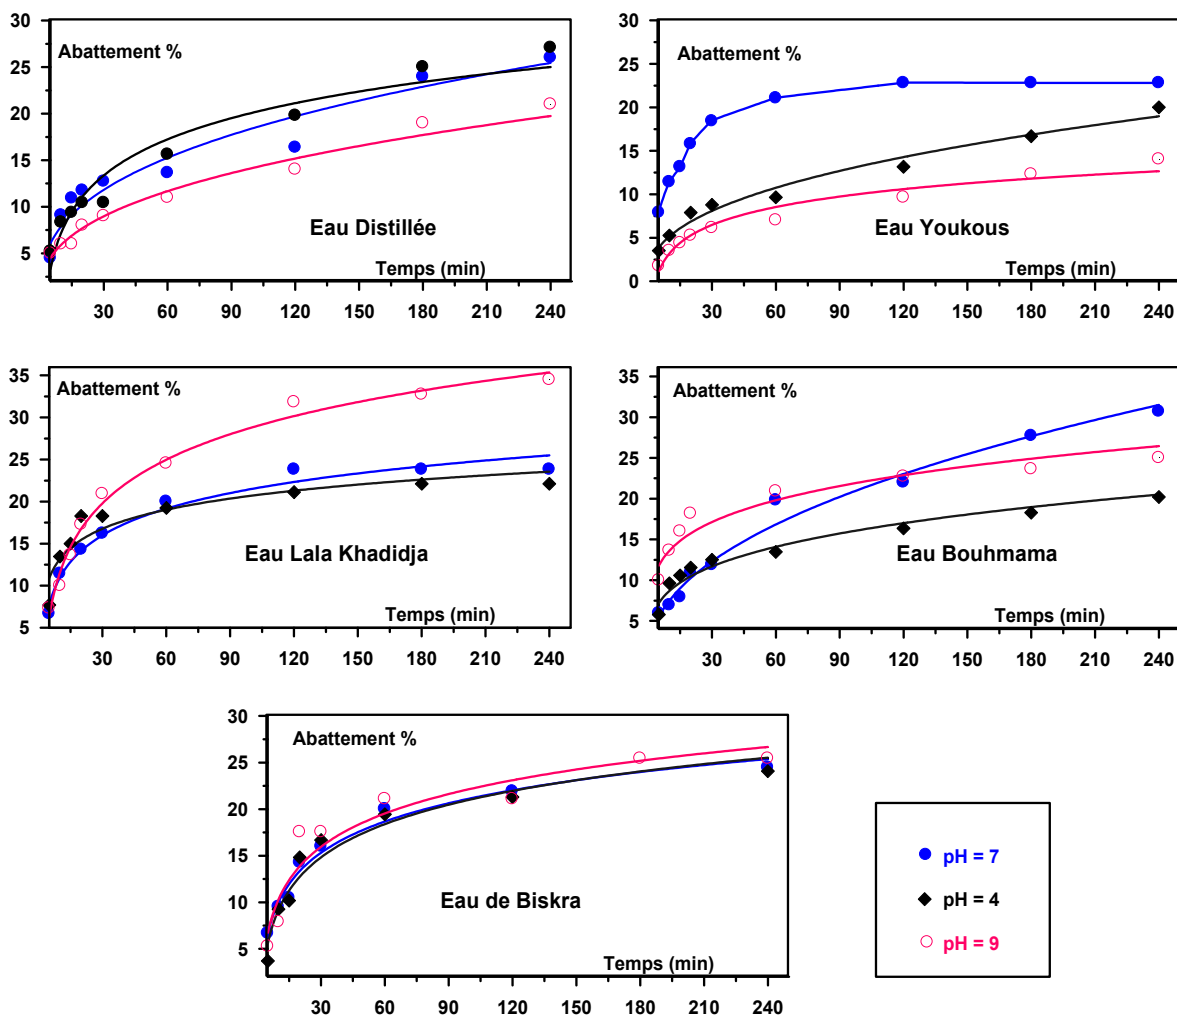 30
25
20
15
10
5
Abattement %
Eau Distillée
Temps (min)
30 60 90 120 150 180 210 240
30
25
20
15
10
5
0
Abattement %
Eau Youkous
Temps (min)
30 60 90 120 150 180 210 240
35
30
25
20
15
10
5
Abattement %
Eau Lala Khadidja
Temps (min)
30 60 90 120 150 180 210 240
35
30
25
20
15
10
5
Abattement %
Eau Bouhmama
Temps (min)
30 60 90 120 150 180 210 240
30
25
20
15
10
5
Abattement %
Eau de Biskra
Temps (min)
30 60 90 120 150 180 210 240
pH = 7
pH = 4
pH = 9